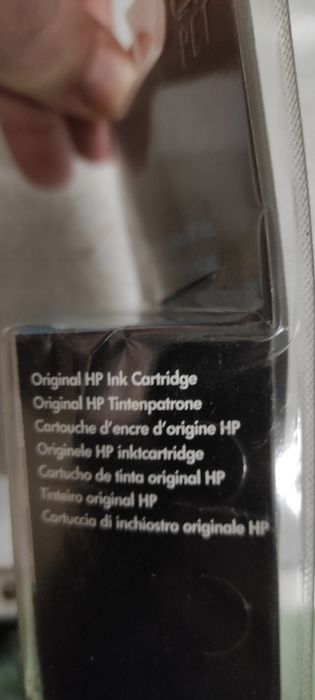 PET
Original HP Ink Cartridge
Original HP Tintenpatrone
Cartouche d'encre d'origine HP
Originele HP inktcartridge
Cartucho de tinta original HP
Tinteiro original HP
Cartuccia di inchiostro originale HP